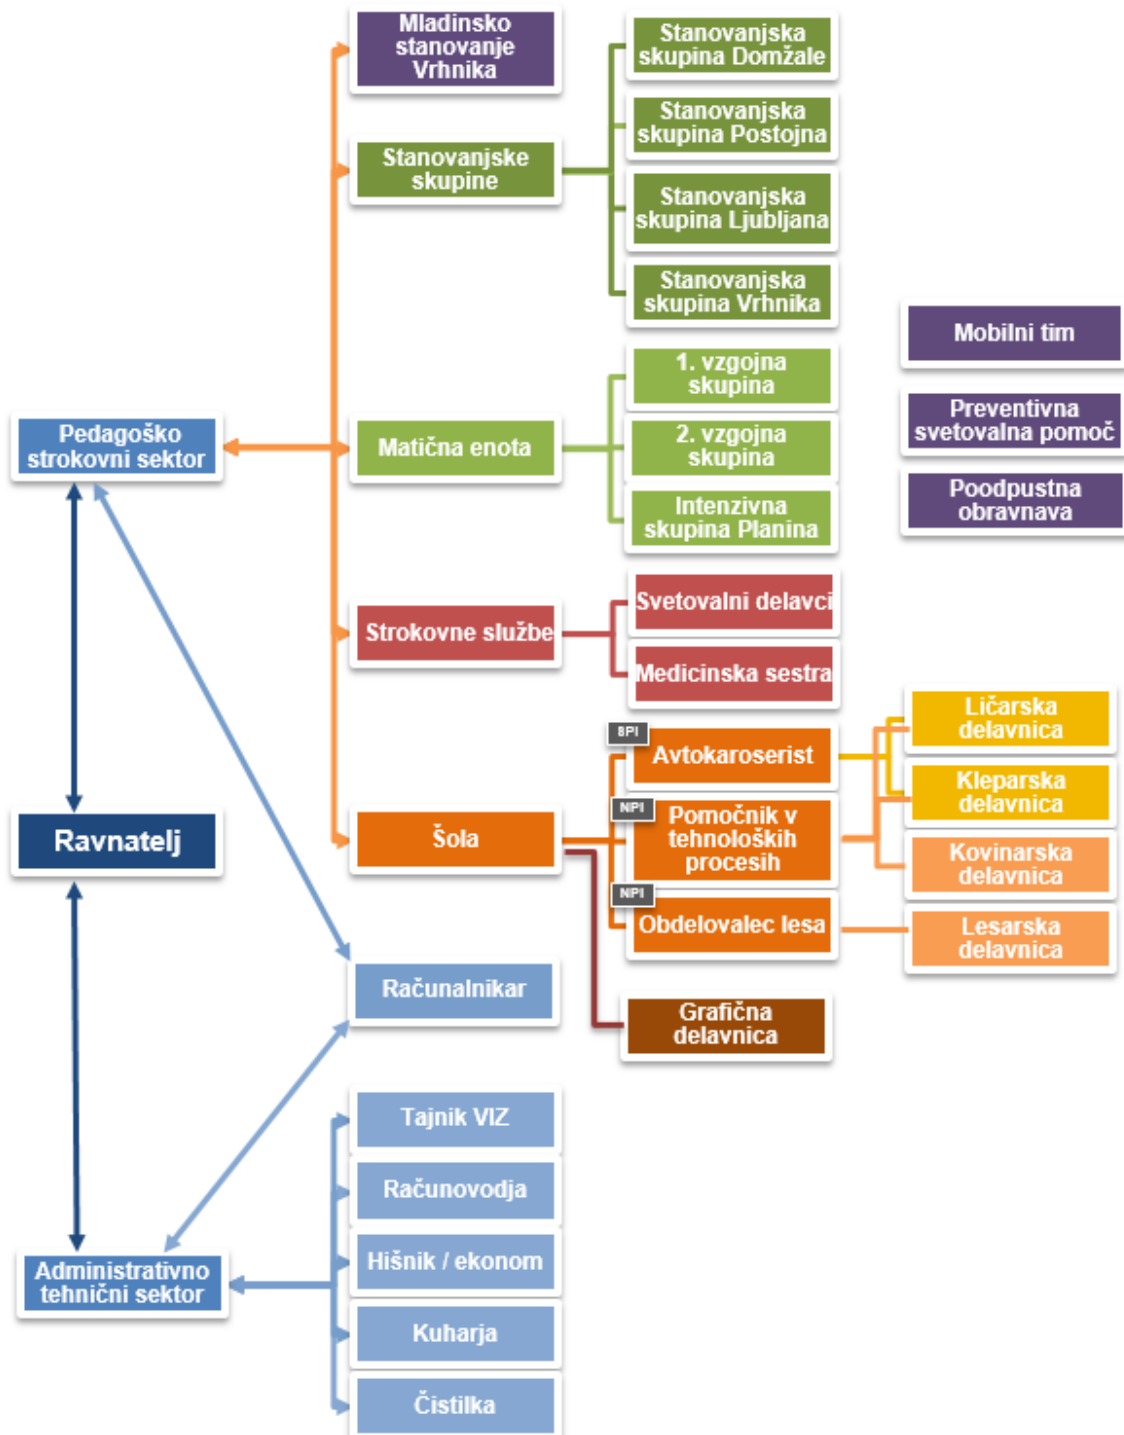 Mladinsko
stanovanje
Vrhnika
Stanovanjska
skupina Domžale
Stanovanjska
skupina Postojna
Stanovanjske
skupine
Stanovanjska
skupina Ljubljana
Stanovanjska
skupina Vrhnika
Mobilni tim
1. vzgojna
skupina
Preventivna
svetovalna pomoč
Pedagoško
strokovni sektor
Matična enota
2. vzgojna
skupina
Poodpustna
obravnava
Intenzivna
skupina Planina
Strokovne službe
Svetovalni delavci
Medicinska sestra
Ličarska
delavnica
SPI
Avtokaroserist
Kleparska
delavnica
Ravnatelj
Šola
NPI
Pomočnik v
tehnoloških
procesih
Kovinarska
delavnica
NPI
Obdelovalec lesa
Lesarska
delavnica
Računalnikar
Grafična
delavnica
Tajnik VIZ
Računovodja
Hišnik / ekonom
Administrativno
tehnični sektor
Kuharja
Čistilka